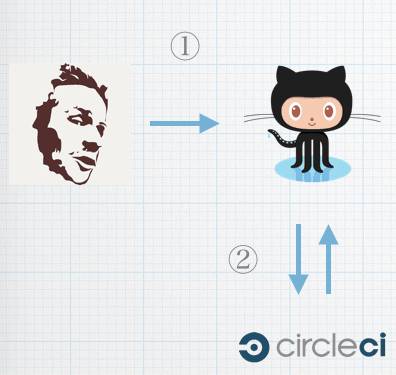 ①
②
circleci